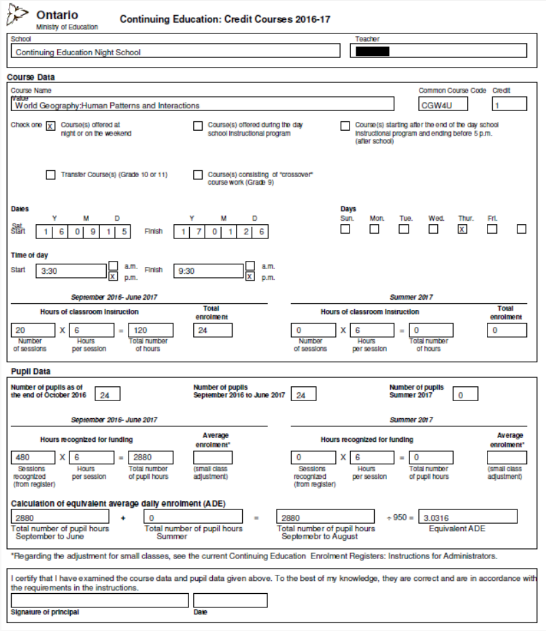 Ontario
Ministry of Education
Continuing Education: Credit Courses 2016-17
School Teacher
Continuing Education Night School
Course Data
Course Name Common Course Code Credit
World Geography:Human Patterns and Interactions CGW4U 1
Check one X Course(s) offered at night or on the weekend
Course(s) offered during the day school instructional program
Course(s) starting after the end of the day school instructional program and ending before 5 p.m. (after school)
Transfer Course(s) (Grade 10 or 11)
Course(s) consisting of "crossover" course work (Grade 9)
Dates Days
Y M D Y M D Sun. Mon. Tue. Wed. Thur. Fri. Sat.
Start 1 6 0 9 1 5 Finish 1 7 0 1 2 6 X
Time of day
Start 3:30 a.m. X p.m. Finish 9:30 a.m. X p.m.
September 2016- June 2017 Summer 2017
Hours of classroom instruction Total enrolment Hours of classroom instruction Total enrolment
20 X 6 = 120 24 0 X 6 = 0 0
Number of sessions Hours per session Total number of hours Number of sessions Hours per session Total number of hours
Pupil Data
Number of pupils as of the end of October 2016 24 Number of pupils September 2016 to June 2017 24 Number of pupils Summer 2017 0
September 2016- June 2017 Summer 2017
Hours recognized for funding Average enrolment* Hours recognized for funding Average enrolment*
480 X 6 = 2880 0 X 6 = 0
Sessions recognized (from register) Hours per session Total number of pupil hours (small class adjustment) Sessions recognized (from register) Hours per session Total number of pupil hours (small class adjustment)
Calculation of equivalent average daily enrolment (ADE)
2880 + 0 = 2880 ÷ 950 = 3.0316
Total number of pupil hours September to June Total number of pupil hours Summer Total number of pupil hours Septemebr to August Equivalent ADE
*Regarding the adjustment for small classes, see the current Continuing Education Enrolment Registers: Instructions for Administrators.
I certify that I have examined the course data and pupil data given above. To the best of my knowledge, they are correct and are in accordance with
the requirements in the instructions.
Signature of principal Date